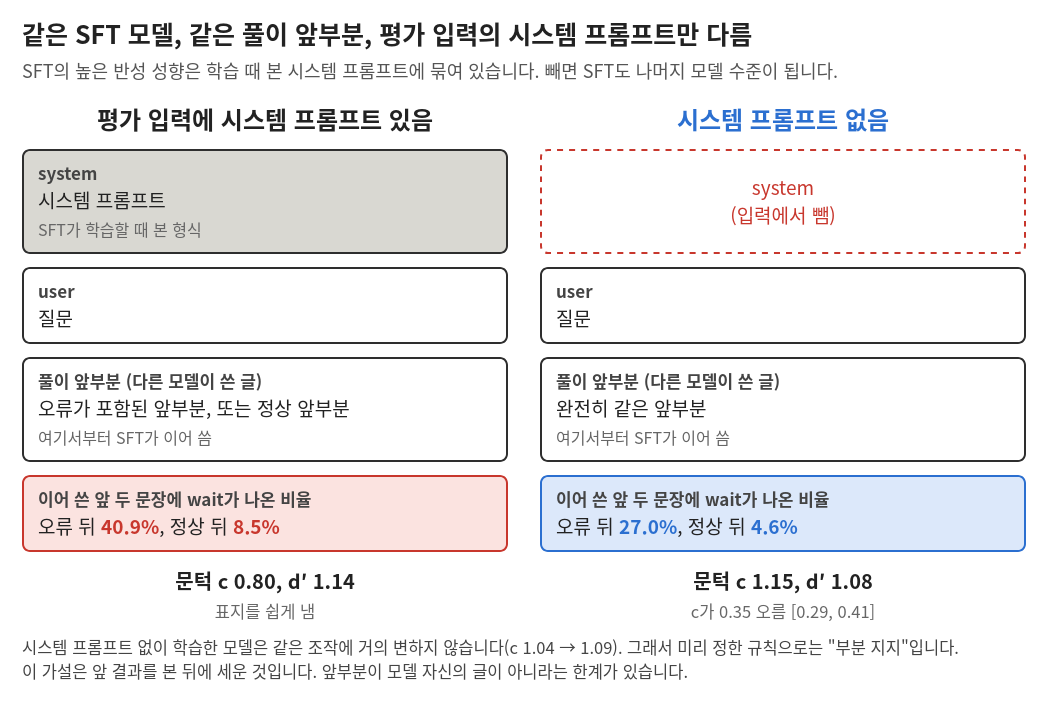 같은 SFT 모델, 같은 풀이 앞부분, 평가 입력의 시스템 프롬프트만 다름
SFT의 높은 반성 성향은 학습 때 본 시스템 프롬프트에 묶여 있습니다. 빼면 SFT도 나머지 모델 수준이 됩니다.
평가 입력에 시스템 프롬프트 있음
system
시스템 프롬프트
SFT가 학습할 때 본 형식
user
질문
풀이 앞부분 (다른 모델이 쓴 글)
오류가 포함된 앞부분, 또는 정상 앞부분
여기서부터 SFT가 이어 씀
이어 쓴 앞 두 문장에 wait가 나온 비율
오류 뒤 40.9%, 정상 뒤 8.5%
문턱 c 0.80, d′ 1.14
표지를 쉽게 냄
시스템 프롬프트 없음
system
(입력에서 뺌)
user
질문
풀이 앞부분 (다른 모델이 쓴 글)
완전히 같은 앞부분
여기서부터 SFT가 이어 씀
이어 쓴 앞 두 문장에 wait가 나온 비율
오류 뒤 27.0%, 정상 뒤 4.6%
문턱 c 1.15, d′ 1.08
c가 0.35 오름 [0.29, 0.41]
시스템 프롬프트 없이 학습한 모델은 같은 조작에 거의 변하지 않습니다(c 1.04 → 1.09). 그래서 미리 정한 규칙으로는 "부분 지지"입니다.
이 가설은 앞 결과를 본 뒤에 세운 것입니다. 앞부분이 모델 자신의 글이 아니라는 한계가 있습니다.